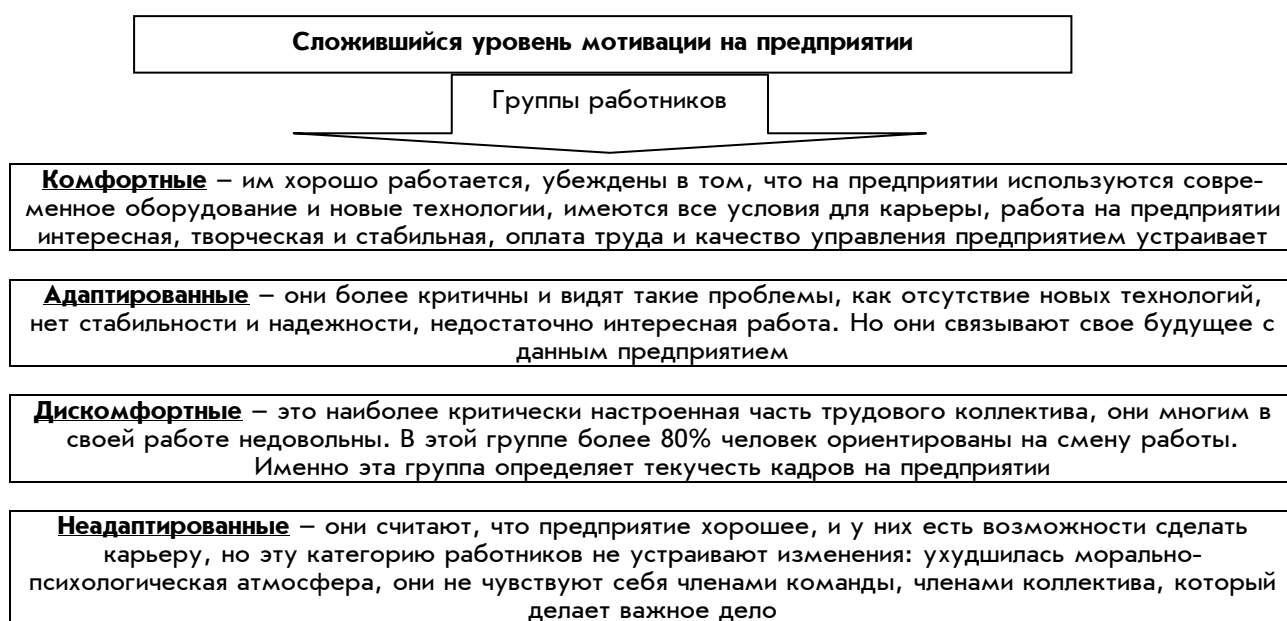 Сложившийся уровень мотивации на предприятии
Группы работников
Комфортные – им хорошо работается, убеждены в том, что на предприятии используются совре-
менное оборудование и новые технологии, имеются все условия для карьеры, работа на предприятии
интересная, творческая и стабильная, оплата труда и качество управления предприятием устраивает
Адаптированные – они более критичны и видят такие проблемы, как отсутствие новых технологий,
нет стабильности и надежности, недостаточно интересная работа. Но они связывают свое будущее с
данным предприятием
Дискомфортные – это наиболее критически настроенная часть трудового коллектива, они многим в
своей работе недовольны. В этой группе более 80% человек ориентированы на смену работы.
Именно эта группа определяет текучесть кадров на предприятии
Неадаптированные – они считают, что предприятие хорошее, и у них есть возможности сделать
карьеру, но эту категорию работников не устраивают изменения: ухудшилась морально-
психологическая атмосфера, они не чувствуют себя членами команды, членами коллектива, который
делает важное дело